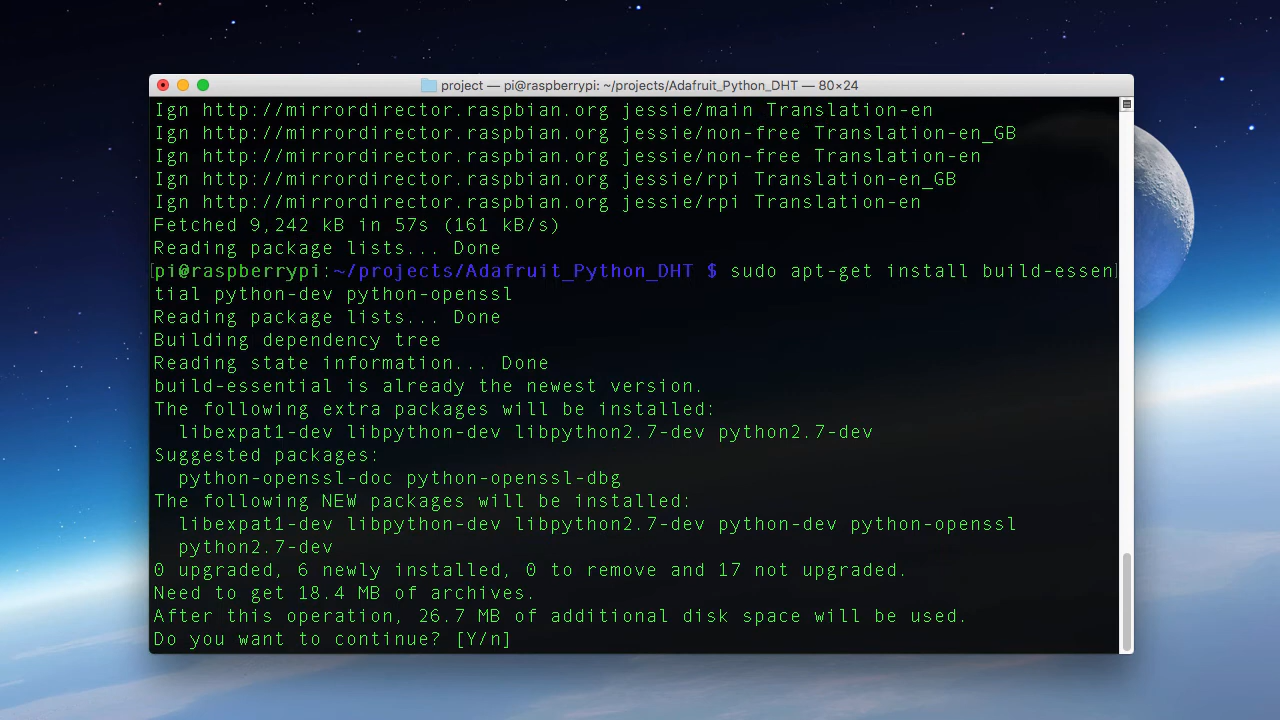 project — pi@raspberrypi: ~/projects/Adafruit_Python_DHT — 80×24
Ign http://mirrordirector.raspbian.org jessie/main Translation-en
Ign http://mirrordirector.raspbian.org jessie/non-free Translation-en_GB
Ign http://mirrordirector.raspbian.org jessie/non-free Translation-en
Ign http://mirrordirector.raspbian.org jessie/rpi Translation-en_GB
Ign http://mirrordirector.raspbian.org jessie/rpi Translation-en
Fetched 9,242 kB in 57s (161 kB/s)
Reading package lists... Done
pi@raspberrypi:~/projects/Adafruit_Python_DHT $ sudo apt-get install build-essen
tial python-dev python-openssl
Reading package lists... Done
Building dependency tree
Reading state information... Done
build-essential is already the newest version.
The following extra packages will be installed:
  libexpat1-dev libpython-dev libpython2.7-dev python2.7-dev
Suggested packages:
  python-openssl-doc python-openssl-dbg
The following NEW packages will be installed:
  libexpat1-dev libpython-dev libpython2.7-dev python-dev python-openssl
  python2.7-dev
0 upgraded, 6 newly installed, 0 to remove and 17 not upgraded.
Need to get 18.4 MB of archives.
After this operation, 26.7 MB of additional disk space will be used.
Do you want to continue? [Y/n]